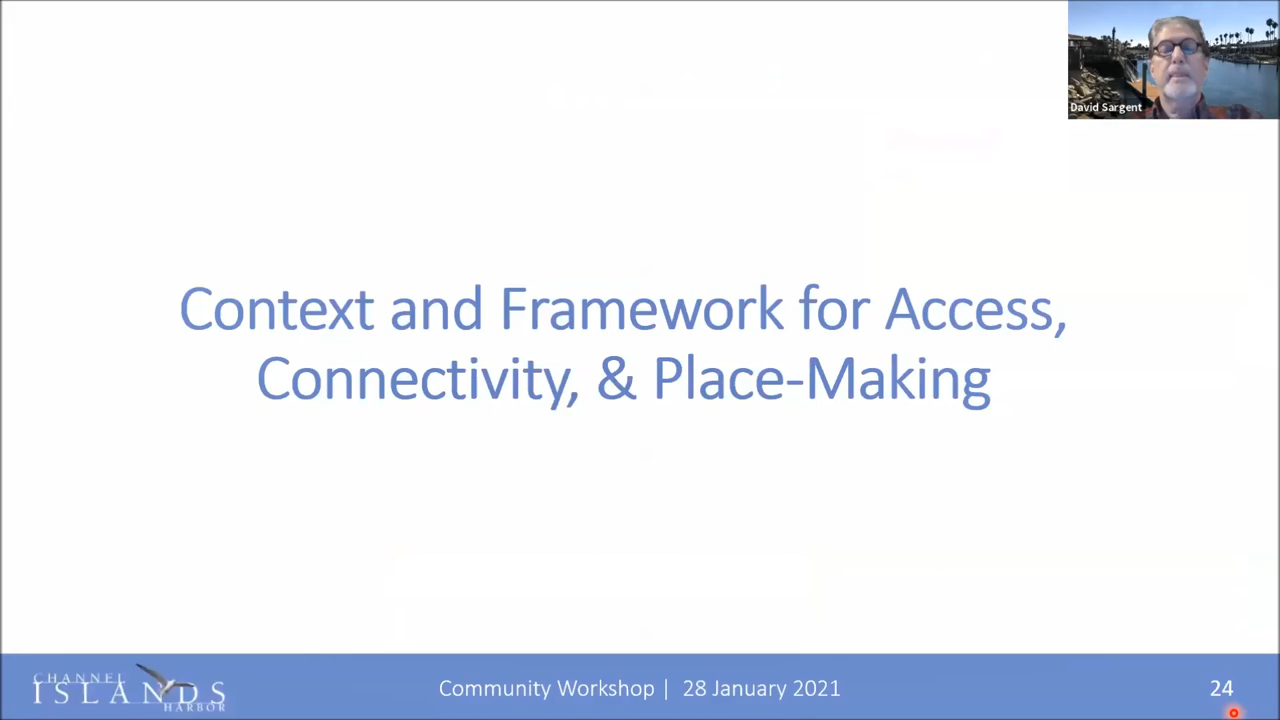 David Sargent
Context and Framework for Access,
Connectivity, & Place-Making
CHANNEL
ISLANDS
HARBOR
Community Workshop | 28 January 2021
24